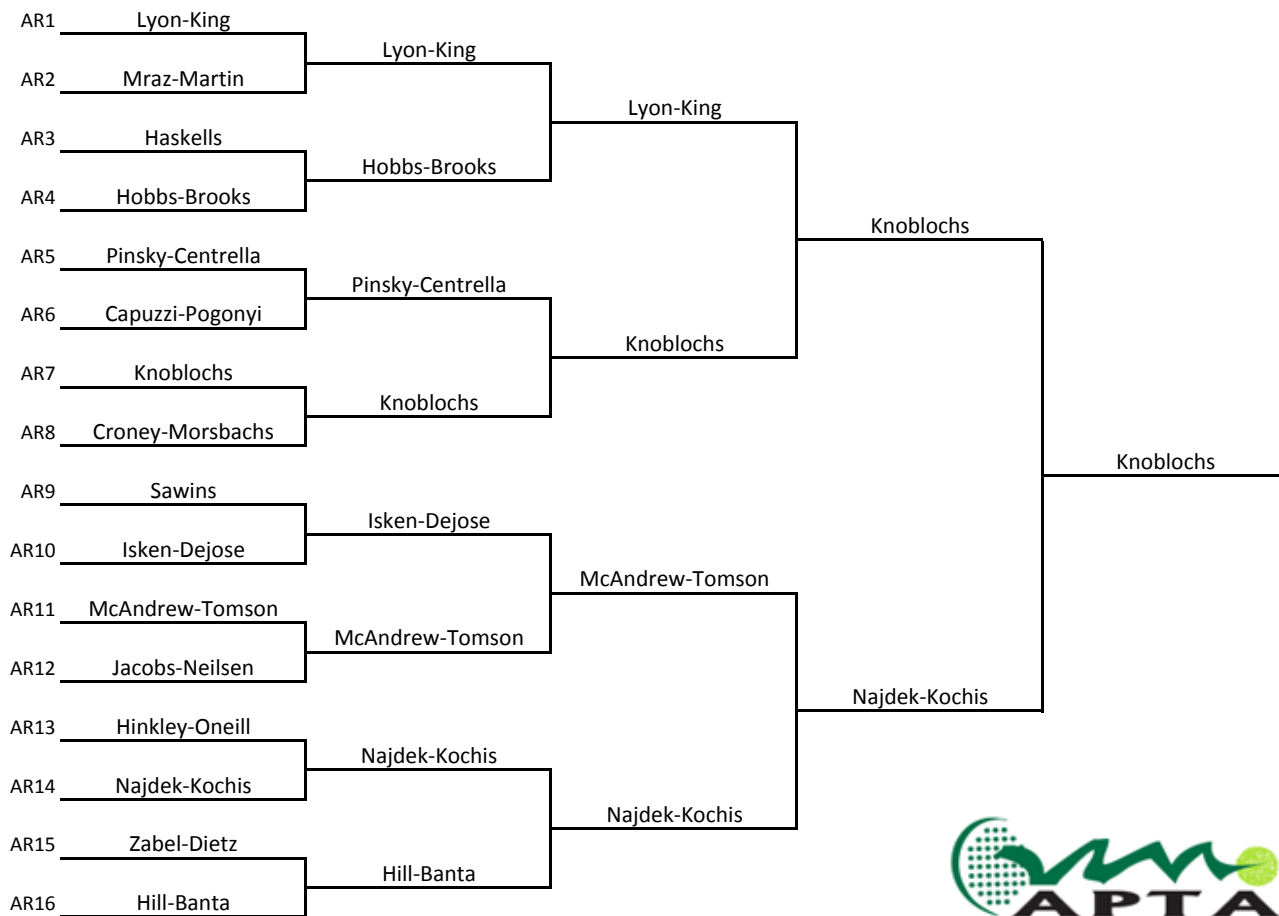 AR1 Lyon-King
AR2 Mraz-Martin
AR3 Haskells
AR4 Hobbs-Brooks
AR5 Pinsky-Centrella
AR6 Capuzzi-Pogonyi
AR7 Knoblochs
AR8 Croney-Morsbachs
AR9 Sawins
AR10 Isken-Dejose
AR11 McAndrew-Tomson
AR12 Jacobs-Neilsen
AR13 Hinkley-Oneill
AR14 Najdek-Kochis
AR15 Zabel-Dietz
AR16 Hill-Banta
Lyon-King
Hobbs-Brooks
Pinsky-Centrella
Knoblochs
Isken-Dejose
McAndrew-Tomson
Najdek-Kochis
Hill-Banta
Lyon-King
Knoblochs
McAndrew-Tomson
Najdek-Kochis
Knoblochs
Najdek-Kochis
Knoblochs
APTA